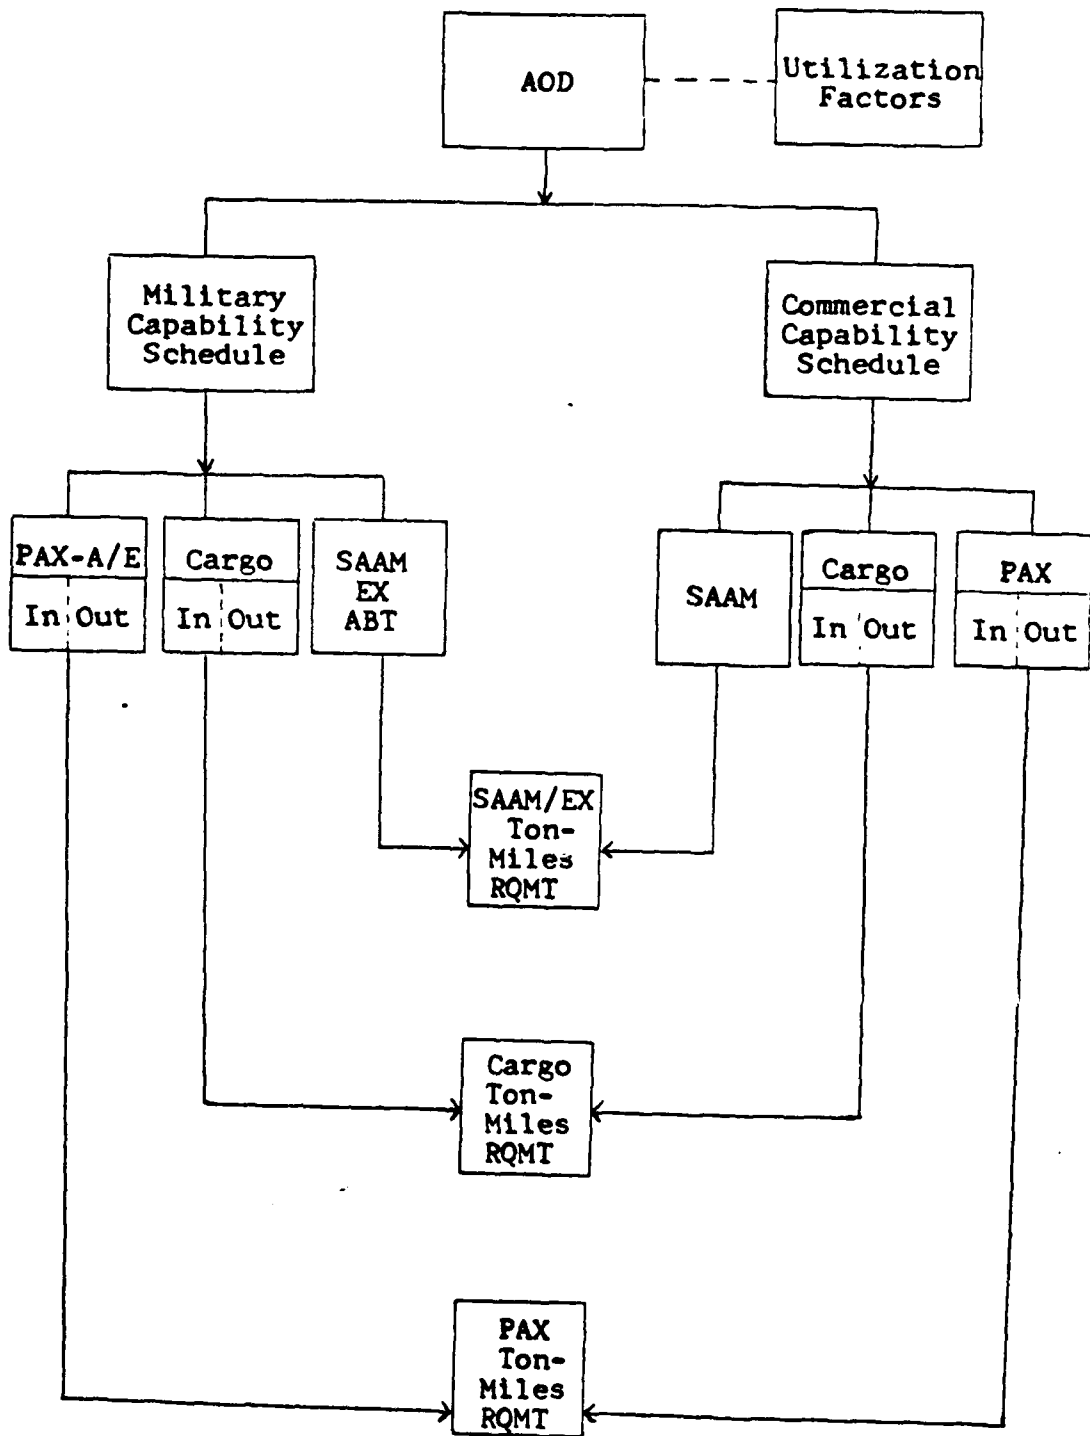 AOD
Utilization
Factors
Military
Capability
Schedule
Commercial
Capability
Schedule
PAX-A/E
In Out
Cargo
In Out
SAAM
EX
ABT
SAAM
Cargo
In Out
PAX
In Out
SAAM/EX
Ton-
Miles
RQMT
Cargo
Ton-
Miles
RQMT
PAX
Ton-
Miles
RQMT